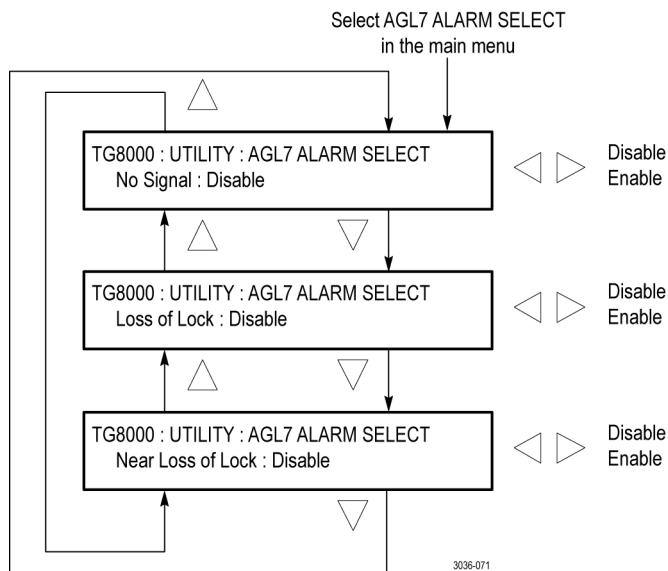 Select AGL7 ALARM SELECT
in the main menu
TG8000 : UTILITY : AGL7 ALARM SELECT
No Signal : Disable
Disable
Enable
TG8000 : UTILITY : AGL7 ALARM SELECT
Loss of Lock : Disable
Disable
Enable
TG8000 : UTILITY : AGL7 ALARM SELECT
Near Loss of Lock : Disable
Disable
Enable
3036-071